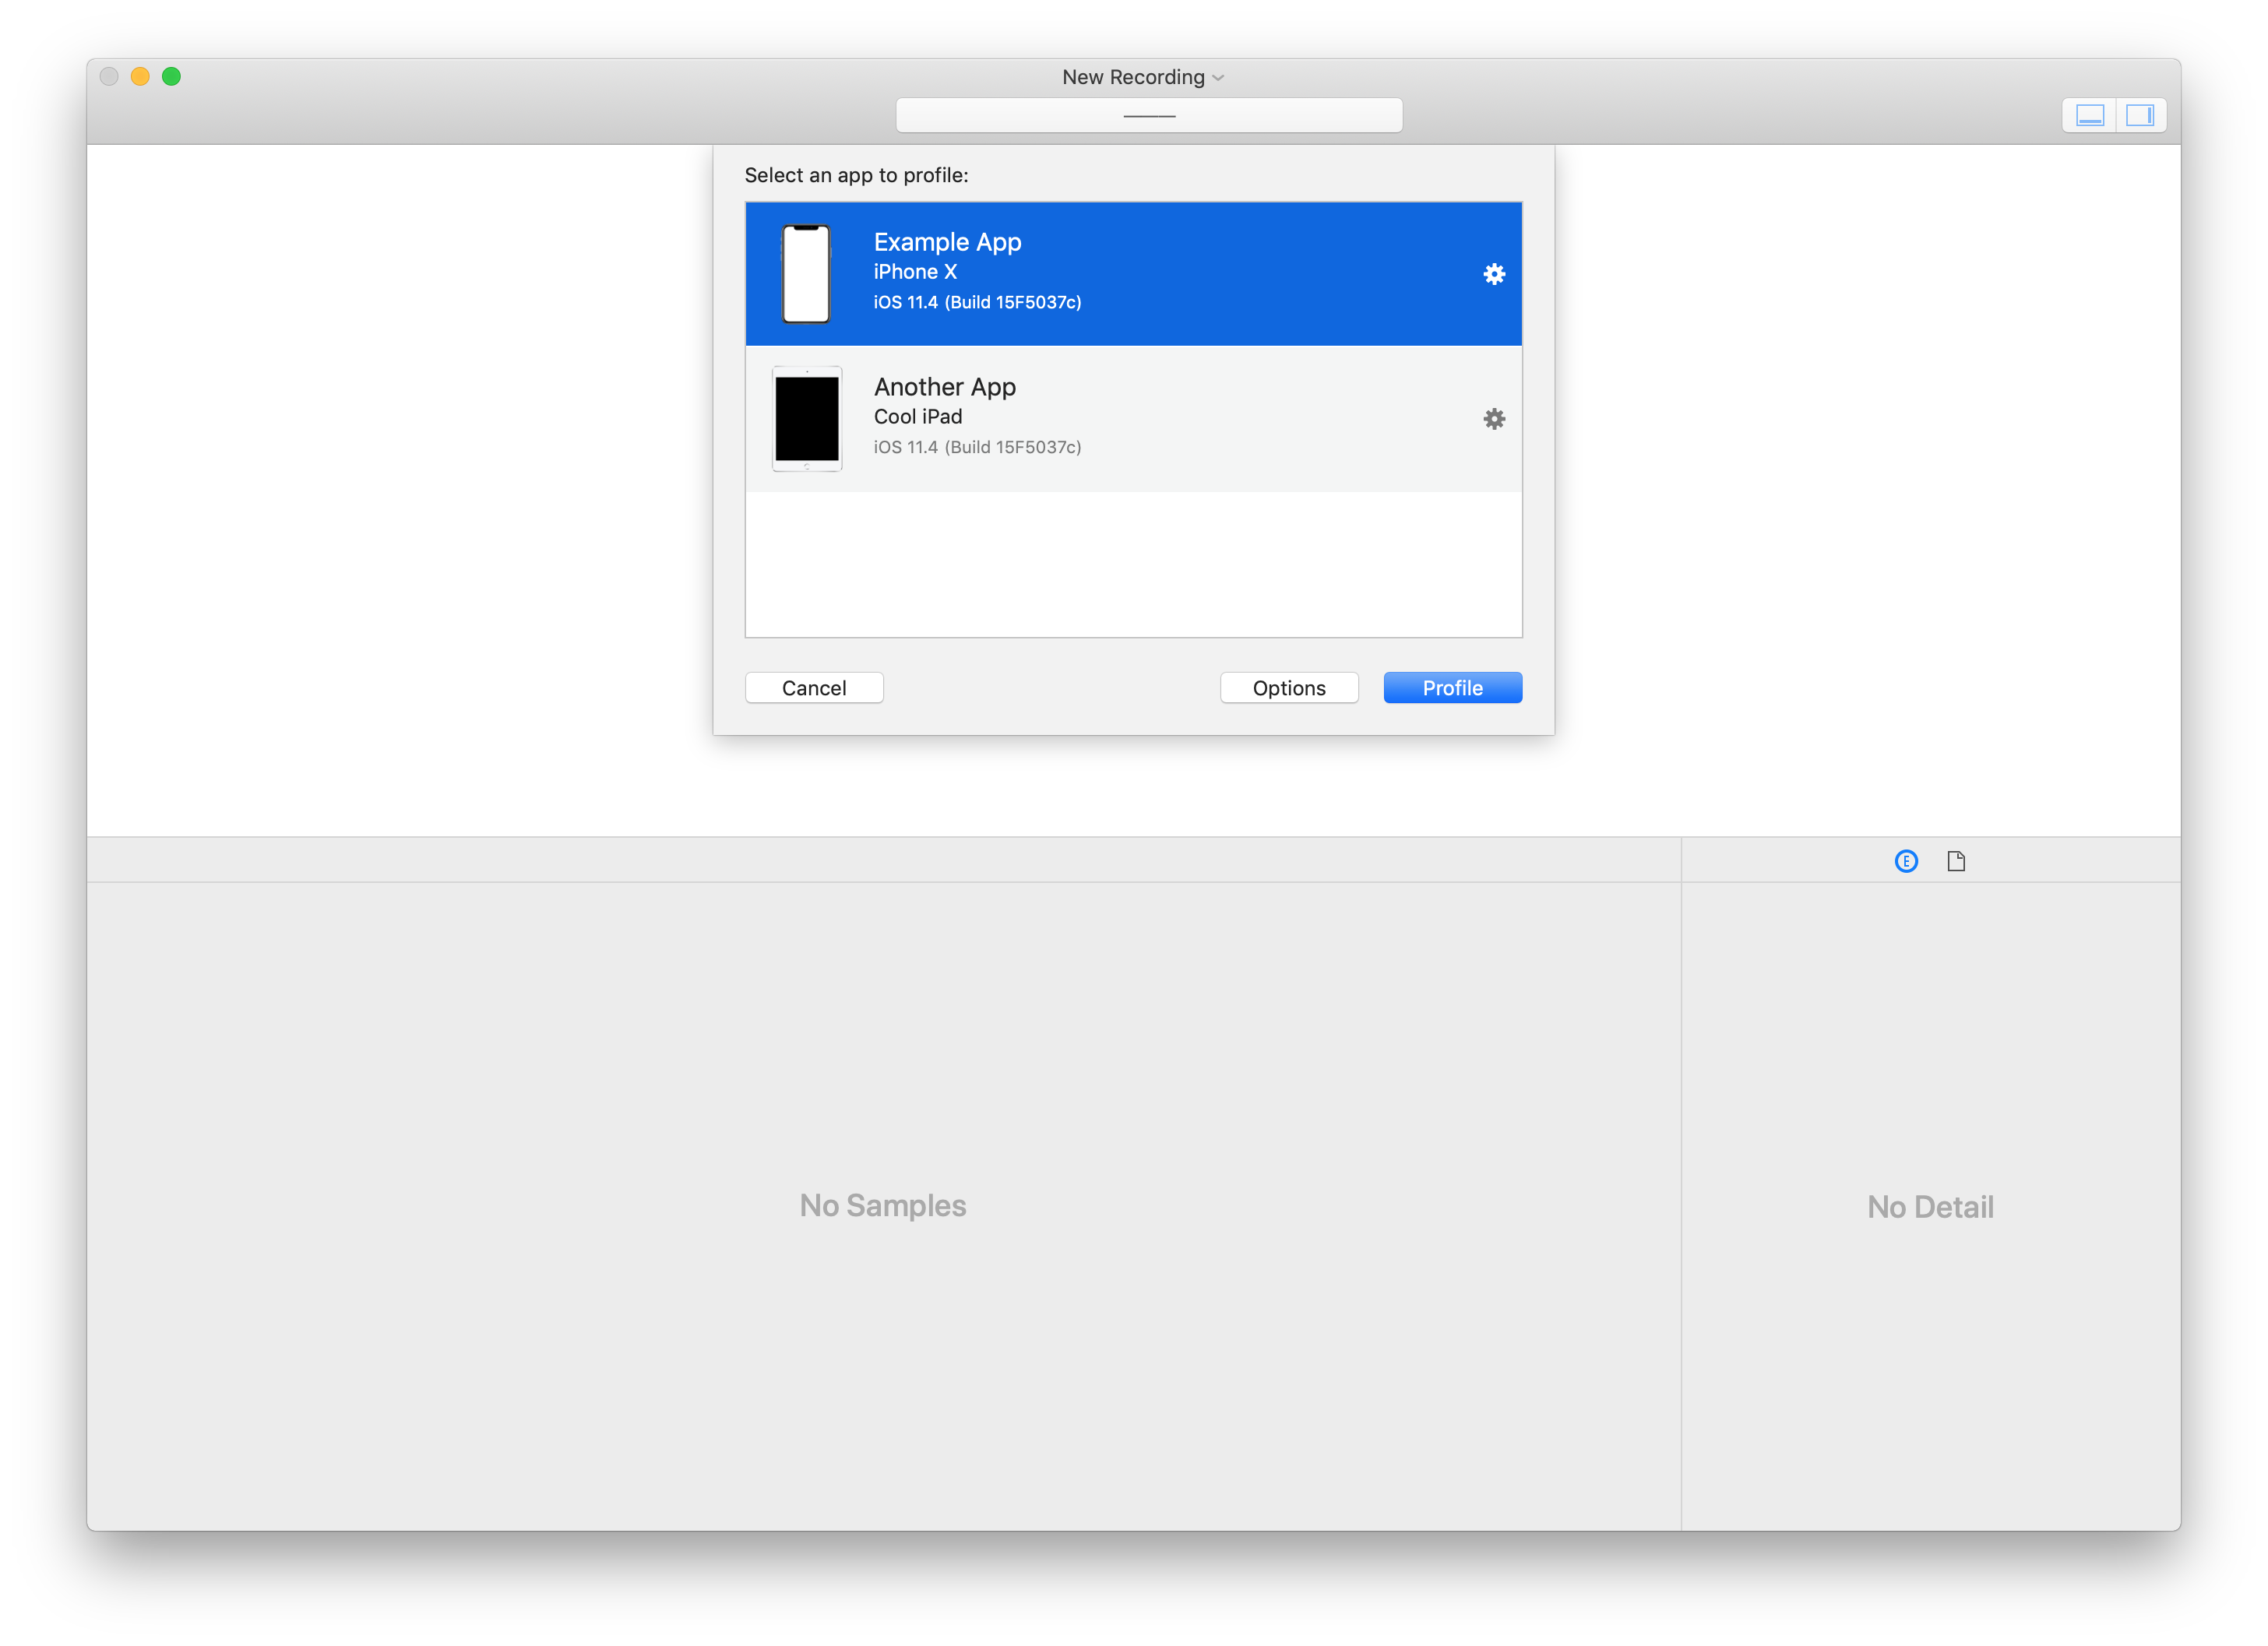 New Recording
Select an app to profile:
Example App
iPhone X
iOS 11.4 (Build 15F5037c)
Another App
Cool iPad
iOS 11.4 (Build 15F5037c)
Cancel
Options
Profile
E
No Samples
No Detail